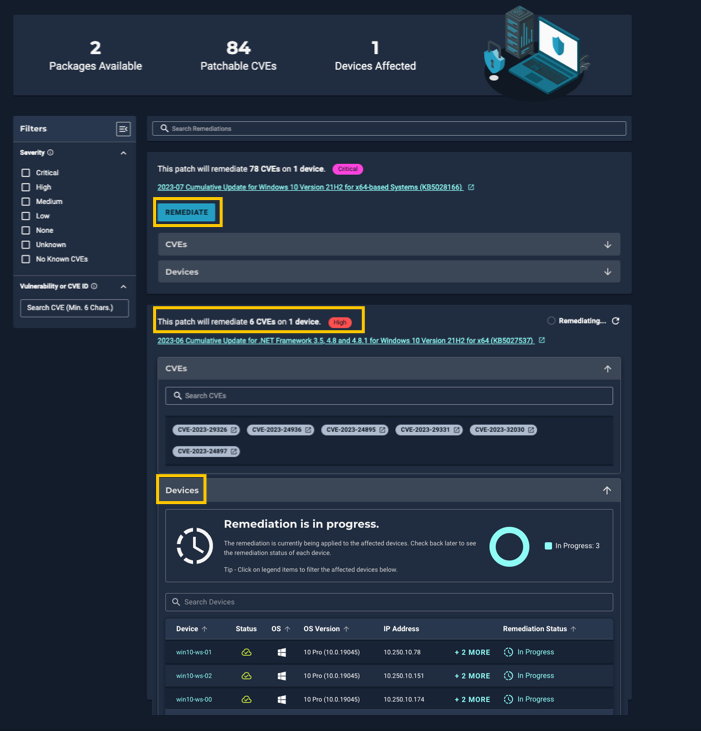 2
Packages Available
84
Patchable CVEs
1
Devices Affected
Filters
Severity
Critical
High
Medium
Low
None
Unknown
No Known CVEs
Vulnerability or CVE ID
Search CVE (Min. 6 Chars.)
Search Remediations
This patch will remediate 78 CVEs on 1 device. Critical
2023-07 Cumulative Update for Windows 10 Version 21H2 for x64-based Systems (KB5028166)
REMEDIATE
CVEs
Devices
This patch will remediate 6 CVEs on 1 device. High
Remediating...
2023-06 Cumulative Update for .NET Framework 3.5, 4.8 and 4.8.1 for Windows 10 Version 21H2 for x64 (KB5027537)
CVEs
Search CVEs
CVE-2023-29326 CVE-2023-24936 CVE-2023-24895 CVE-2023-29331 CVE-2023-32030
CVE-2023-24897
Devices
Remediation is in progress.
The remediation is currently being applied to the affected devices. Check back later to see
the remediation status of each device.
Tip - Click on legend items to filter the affected devices below.
In Progress: 3
Search Devices
Device Status OS OS Version IP Address Remediation Status
win10-ws-01 10 Pro (10.0.19045) 10.250.10.78 + 2 MORE In Progress
win10-ws-02 10 Pro (10.0.19045) 10.250.10.151 + 2 MORE In Progress
win10-ws-00 10 Pro (10.0.19045) 10.250.10.174 + 2 MORE In Progress